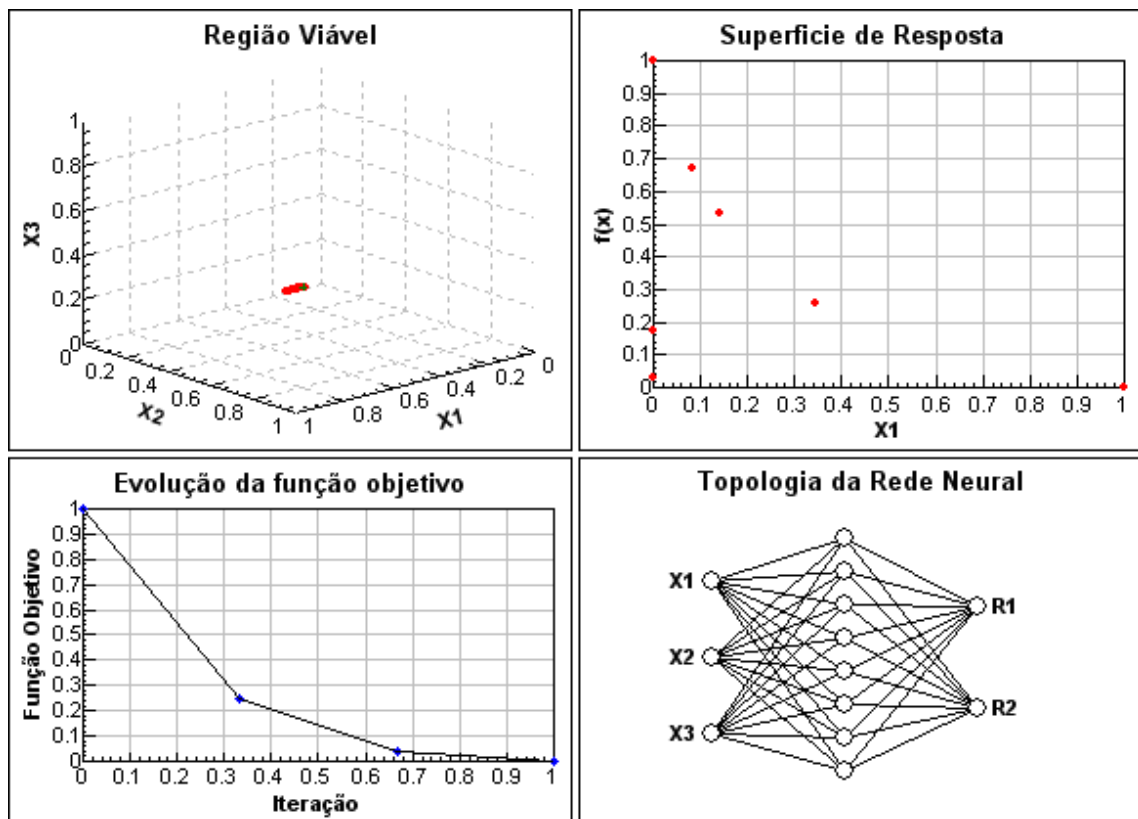 Região Viável
X3
1
0.8
0.6
0.4
0.2
0
0
0.2
0.4
0.6
0.8
1
X2
1
0.8
0.6
0.4
0.2
0
X1
Superficie de Resposta
f(x)
1
0.9
0.8
0.7
0.6
0.5
0.4
0.3
0.2
0.1
0
0 0.1 0.2 0.3 0.4 0.5 0.6 0.7 0.8 0.9 1
X1
Evolução da função objetivo
Função Objetivo
1
0.9
0.8
0.7
0.6
0.5
0.4
0.3
0.2
0.1
0
0 0.1 0.2 0.3 0.4 0.5 0.6 0.7 0.8 0.9 1
Iteração
Topologia da Rede Neural
X1
X2
X3
R1
R2